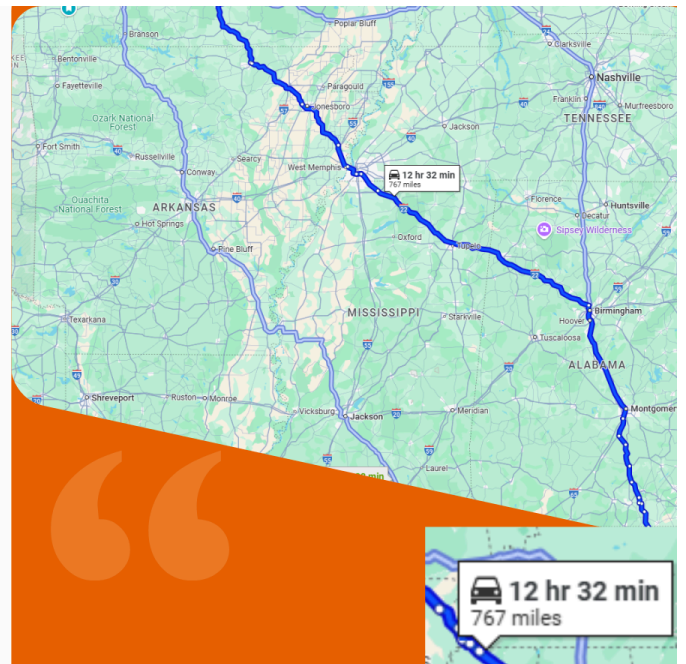 Poplar Bluff
Branson
Clarksville
Bentonville
Nashville
Fayetteville
Paragould
Franklin
Murfreesboro
Jonesboro
TENNESSEE
Ozark National
Forest
Jackson
Fort Smith
Russellville
Searcy
West Memphis
12 hr 32 min
767 miles
Conway
Florence
Huntsville
Ouachita
National Forest
ARKANSAS
Decatur
Hot Springs
Oxford
Sipsey Wilderness
Pine Bluff
Tupelo
MISSISSIPPI
Starkville
Birmingham
Hoover
Texarkana
Tuscaloosa
ALABAMA
Shreveport
Ruston
Monroe
Vicksburg
Jackson
Meridian
Montgomer
Laurel
min
12 hr 32 min
767 miles